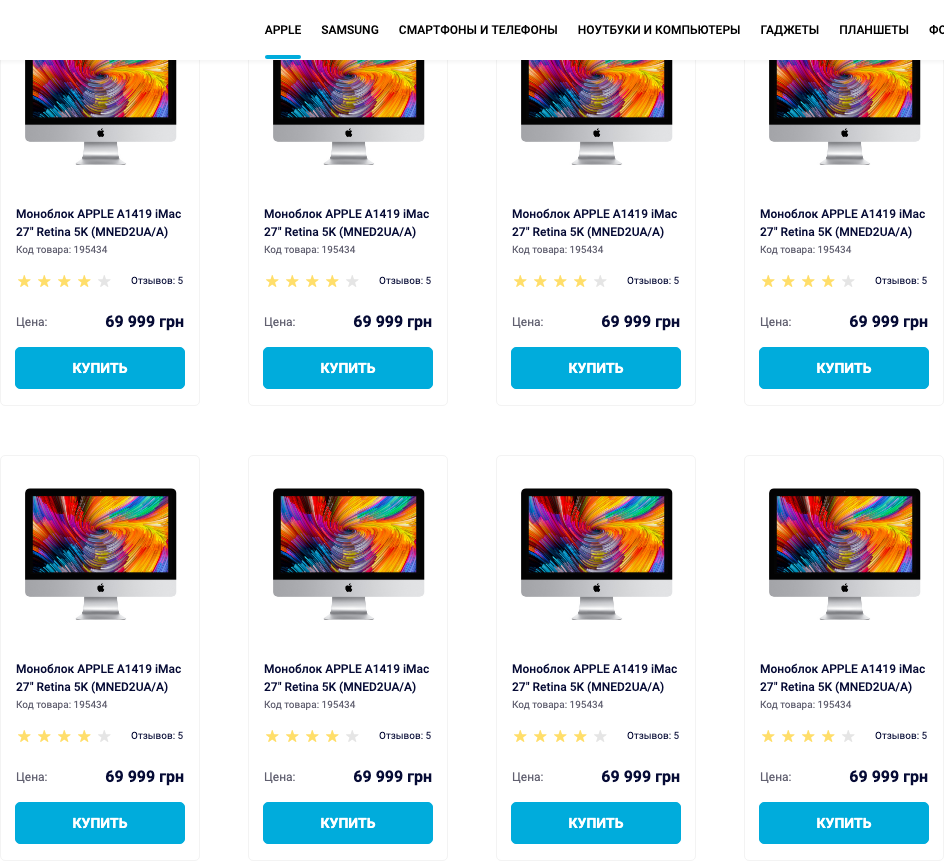 APPLE SAMSUNG СМАРТФОНЫ И ТЕЛЕФОНЫ НОУТБУКИ И КОМПЬЮТЕРЫ ГАДЖЕТЫ ПЛАНШЕТЫ
Моноблок APPLE A1419 iMac
27" Retina 5K (MNED2UA/A)
Код товара: 195434
Отзывов: 5
Цена: 69 999 грн
КУПИТЬ
Моноблок APPLE A1419 iMac
27" Retina 5K (MNED2UA/A)
Код товара: 195434
Отзывов: 5
Цена: 69 999 грн
КУПИТЬ
Моноблок APPLE A1419 iMac
27" Retina 5K (MNED2UA/A)
Код товара: 195434
Отзывов: 5
Цена: 69 999 грн
КУПИТЬ
Моноблок APPLE A1419 iMac
27" Retina 5K (MNED2UA/A)
Код товара: 195434
Отзывов: 5
Цена: 69 999 грн
КУПИТЬ
Моноблок APPLE A1419 iMac
27" Retina 5K (MNED2UA/A)
Код товара: 195434
Отзывов: 5
Цена: 69 999 грн
КУПИТЬ
Моноблок APPLE A1419 iMac
27" Retina 5K (MNED2UA/A)
Код товара: 195434
Отзывов: 5
Цена: 69 999 грн
КУПИТЬ
Моноблок APPLE A1419 iMac
27" Retina 5K (MNED2UA/A)
Код товара: 195434
Отзывов: 5
Цена: 69 999 грн
КУПИТЬ
Моноблок APPLE A1419 iMac
27" Retina 5K (MNED2UA/A)
Код товара: 195434
Отзывов: 5
Цена: 69 999 грн
КУПИТЬ